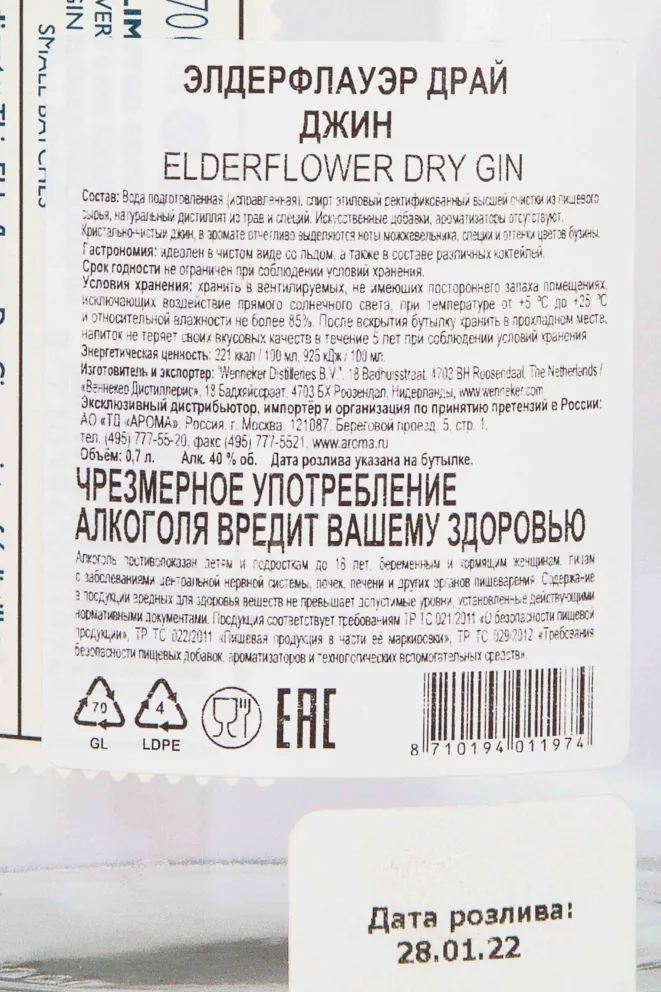 70
SLIM
SMALL BATCHES
ЭЛДЕРФЛАУЭР ДРАЙ
ДЖИН
ELDERFLOWER DRY GIN
Состав: Вода подготовленная (исправленная), спирт этиловый ректификованный высшей очистки из пищевого
сырья, натуральный дистиллят из трав и специй. Искусственные добавки, ароматизаторы отсутствуют.
Кристально-чистый джин, в аромате отчетливо выделяются ноты можжевельника, специи и оттенки цветов бузины.
Гастрономия: идеален в чистом виде со льдом, а также в составе различных коктейлей.
Срок годности не ограничен при соблюдении условий хранения.
Условия хранения: хранить в вентилируемых, не имеющих постороннего запаха помещениях,
исключающих воздействие прямого солнечного света, при температуре от +5 °С до +25 °С
и относительной влажности не более 85%. После вскрытия бутылку хранить в прохладном месте,
напиток не теряет своих вкусовых качеств в течение 5 лет при соблюдении условий хранения
Энергетическая ценность: 221 ккал / 100 мл, 925 кДж / 100 мл.
Изготовитель и экспортер: "Wenneker Distilleries B.V.", 18 Badhuisstraat, 4703 BH Roosendaal, The Netherlands /
«Веннекер Дистиллерис», 18 Бадхяйсраат, 4703 БХ Роозендал, Нидерланды, www.wenneker.com
Эксклюзивный дистрибьютор, импортёр и организация по принятию претензий в России:
АО «ТД «АРОМА», Россия, г. Москва, 121087, Береговой проезд, 5, стр. 1,
тел. (495) 777-55-20, факс (495) 777-5521, www.aroma.ru
Объём: 0,7 л. Алк. 40 % об. Дата розлива указана на бутылке.
ЧРЕЗМЕРНОЕ УПОТРЕБЛЕНИЕ
АЛКОГОЛЯ ВРЕДИТ ВАШЕМУ ЗДОРОВЬЮ
Алкоголь противопоказан детям и подросткам до 18 лет, беременным и кормящим женщинам, лицам
с заболеваниями центральной нервной системы, почек, печени и других органов пищеварения. Содержание
в продукции вредных для здоровья веществ не превышает допустимые уровни, установленные действующими
нормативными документами. Продукция соответствует требованиям ТР ТС 021/2011 «О безопасности пищевой
продукции», ТР ТС 022/2011 «Пищевая продукция в части её маркировки», ТР ТС 029/2012 «Требования
безопасности пищевых добавок, ароматизаторов и технологических вспомогательных средств».
70 4
GL LDPE
EAC
8 710194 011974
Дата розлива:
28.01.22